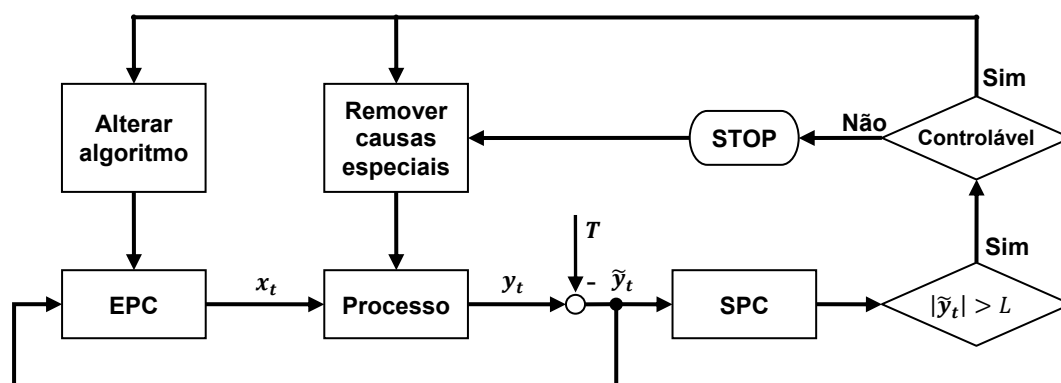 Sim
Alterar
algoritmo
Remover
causas
especiais
STOP
Não
Controlável
Sim
T
EPC
x_t
Processo
y_t
-
ỹ_t
SPC
|ỹ_t| > L